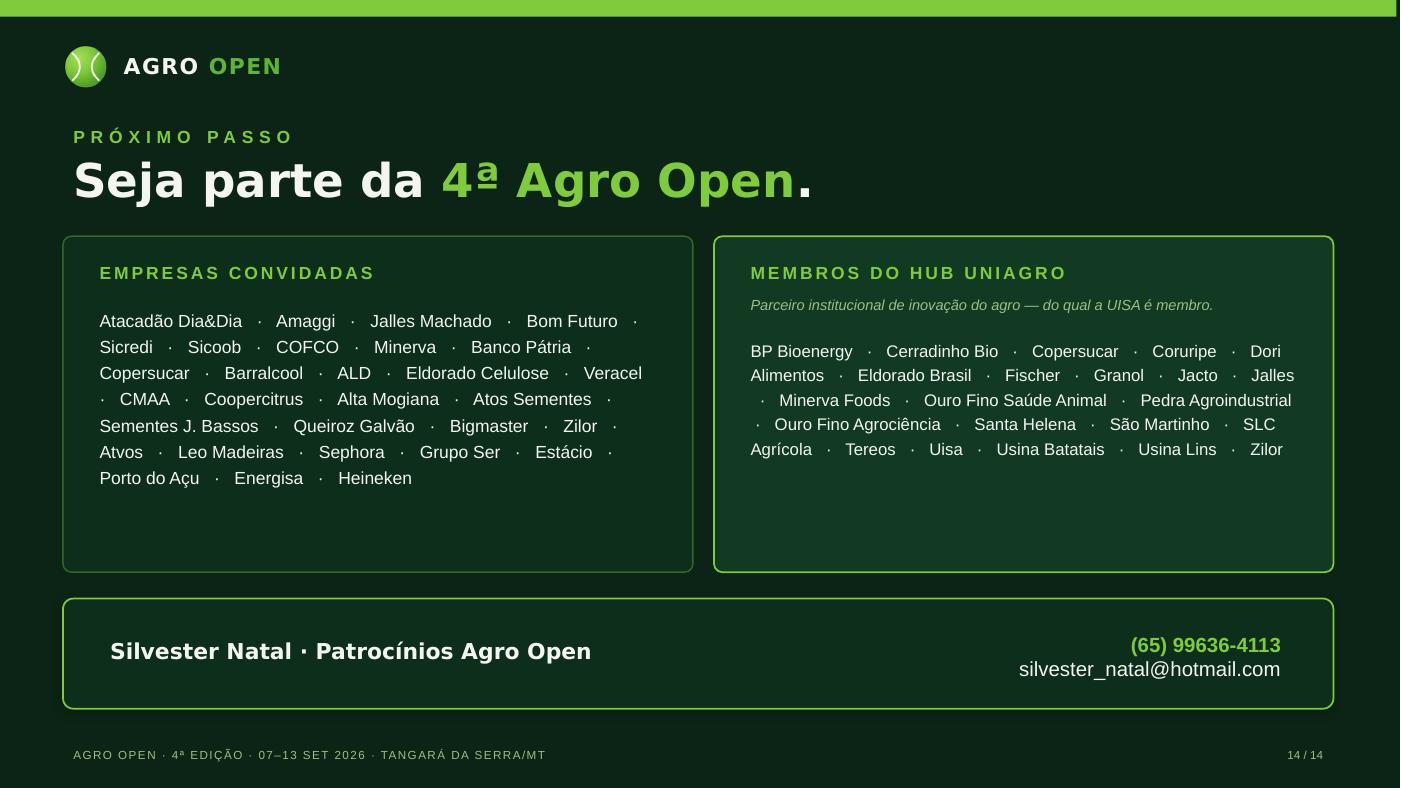 AGRO OPEN
PRÓXIMO PASSO
Seja parte da 4ª Agro Open.
EMPRESAS CONVIDADAS
Atacadão Dia&Dia · Amaggi · Jalles Machado · Bom Futuro ·
Sicredi · Sicoob · COFCO · Minerva · Banco Pátria ·
Copersucar · Barralcool · ALD · Eldorado Celulose · Veracel
· CMAA · Coopercitrus · Alta Mogiana · Atos Sementes ·
Sementes J. Bassos · Queiroz Galvão · Bigmaster · Zilor ·
Atvos · Leo Madeiras · Sephora · Grupo Ser · Estácio ·
Porto do Açu · Energisa · Heineken
MEMBROS DO HUB UNIAGRO
Parceiro institucional de inovação do agro — do qual a UISA é membro.
BP Bioenergy · Cerradinho Bio · Copersucar · Coruripe · Dori
Alimentos · Eldorado Brasil · Fischer · Granol · Jacto · Jalles
· Minerva Foods · Ouro Fino Saúde Animal · Pedra Agroindustrial
· Ouro Fino Agrociência · Santa Helena · São Martinho · SLC
Agrícola · Tereos · Uisa · Usina Batatais · Usina Lins · Zilor
Silvester Natal · Patrocínios Agro Open
(65) 99636-4113
silvester_natal@hotmail.com
AGRO OPEN · 4ª EDIÇÃO · 07–13 SET 2026 · TANGARÁ DA SERRA/MT
14 / 14